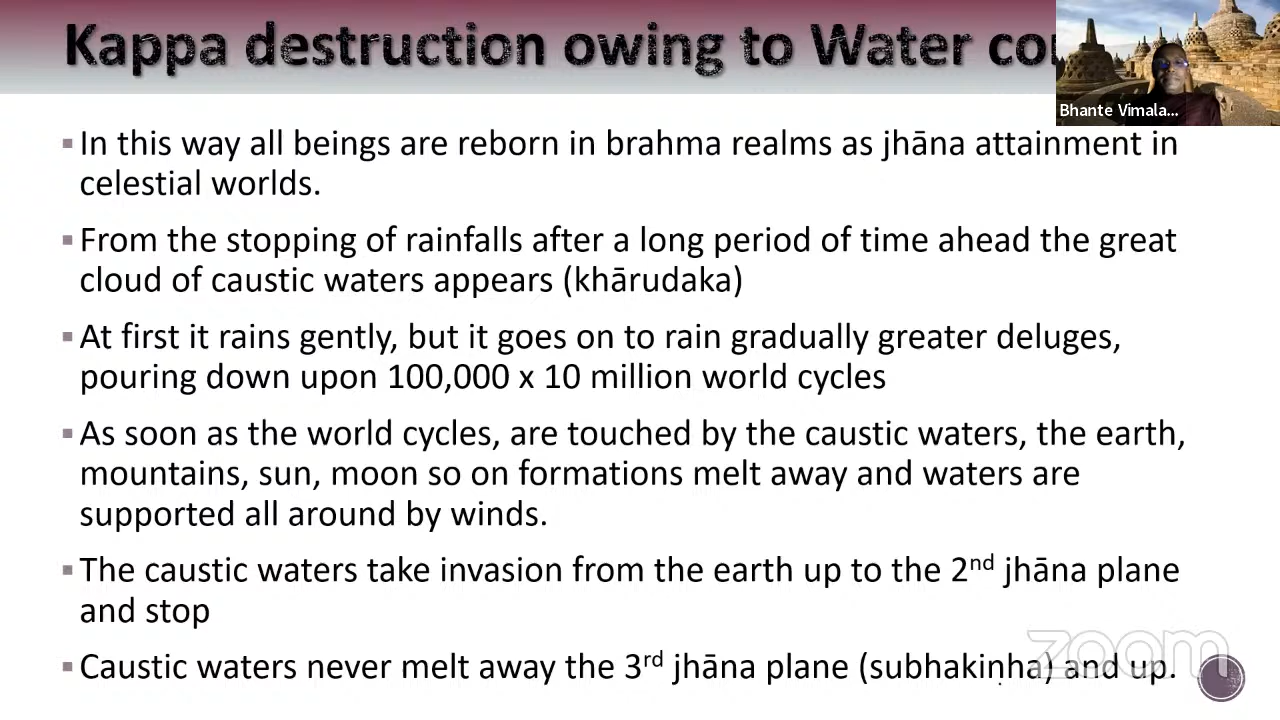 Kappa destruction owing to Water co
Bhante Vimala...
▪ In this way all beings are reborn in brahma realms as jhāna attainment in
celestial worlds.
▪ From the stopping of rainfalls after a long period of time ahead the great
cloud of caustic waters appears (khārudaka)
▪ At first it rains gently, but it goes on to rain gradually greater deluges,
pouring down upon 100,000 x 10 million world cycles
▪ As soon as the world cycles, are touched by the caustic waters, the earth,
mountains, sun, moon so on formations melt away and waters are
supported all around by winds.
▪ The caustic waters take invasion from the earth up to the 2nd jhāna plane
and stop
▪ Caustic waters never melt away the 3rd jhāna plane (subhakiṇha) and up.
zoom